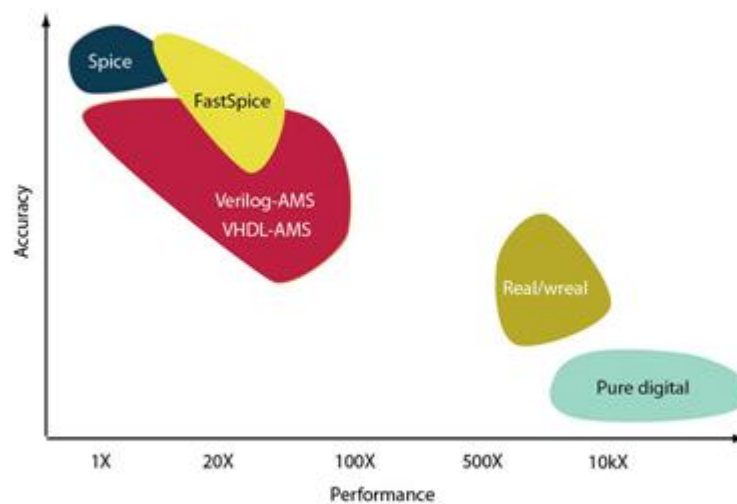 Spice
FastSpice
Verilog-AMS
VHDL-AMS
Real/wreal
Pure digital
Accuracy
1X 20X 100X 500X 10kX
Performance